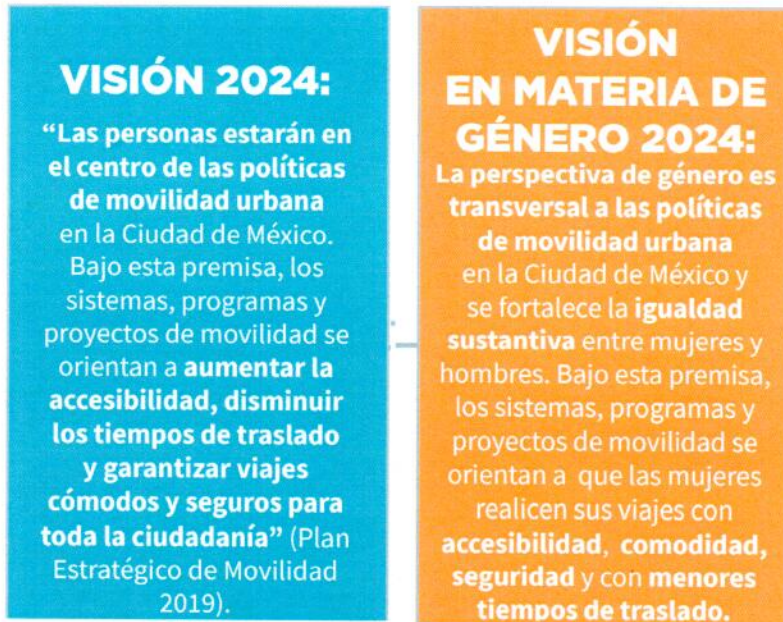 VISIÓN 2024:
“Las personas estarán en
el centro de las políticas
de movilidad urbana
en la Ciudad de México.
Bajo esta premisa, los
sistemas, programas y
proyectos de movilidad se
orientan a aumentar la
accesibilidad, disminuir
los tiempos de traslado
y garantizar viajes
cómodos y seguros para
toda la ciudadanía” (Plan
Estratégico de Movilidad
2019).
VISIÓN
EN MATERIA DE
GÉNERO 2024:
La perspectiva de género es
transversal a las políticas
de movilidad urbana
en la Ciudad de México y
se fortalece la igualdad
sustantiva entre mujeres y
hombres. Bajo esta premisa,
los sistemas, programas y
proyectos de movilidad se
orientan a que las mujeres
realicen sus viajes con
accesibilidad, comodidad,
seguridad y con menores
tiempos de traslado.